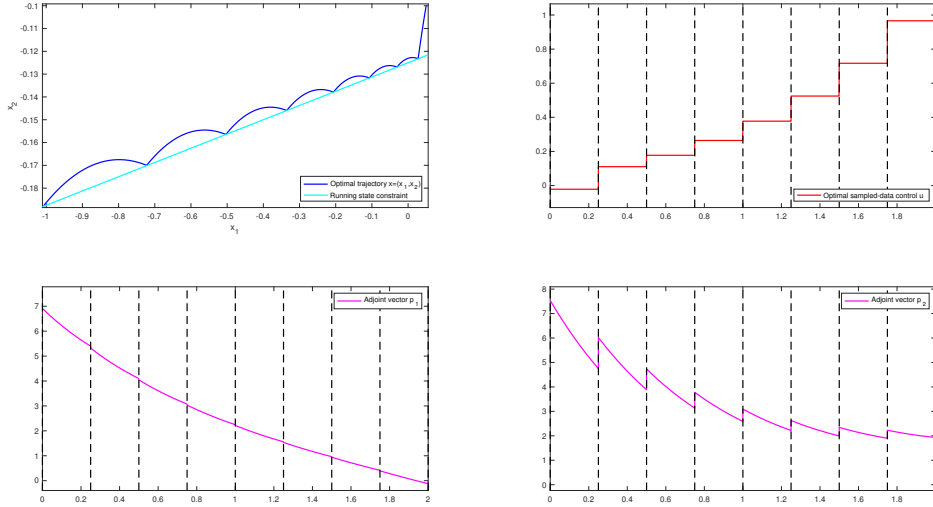 -0.1
-0.11
-0.12
-0.13
-0.14
-0.15
-0.16
-0.17
-0.18
x2
-1 -0.9 -0.8 -0.7 -0.6 -0.5 -0.4 -0.3 -0.2 -0.1 0
x1
Optimal trajectory x=(x1,x2)
Running state constraint
1
0.8
0.6
0.4
0.2
0
0 0.2 0.4 0.6 0.8 1 1.2 1.4 1.6 1.8
Optimal sampled-data control u
7
6
5
4
3
2
1
0
0 0.2 0.4 0.6 0.8 1 1.2 1.4 1.6 1.8 2
Adjoint vector p1
8
7
6
5
4
3
2
1
0
0 0.2 0.4 0.6 0.8 1 1.2 1.4 1.6 1.8
Adjoint vector p2